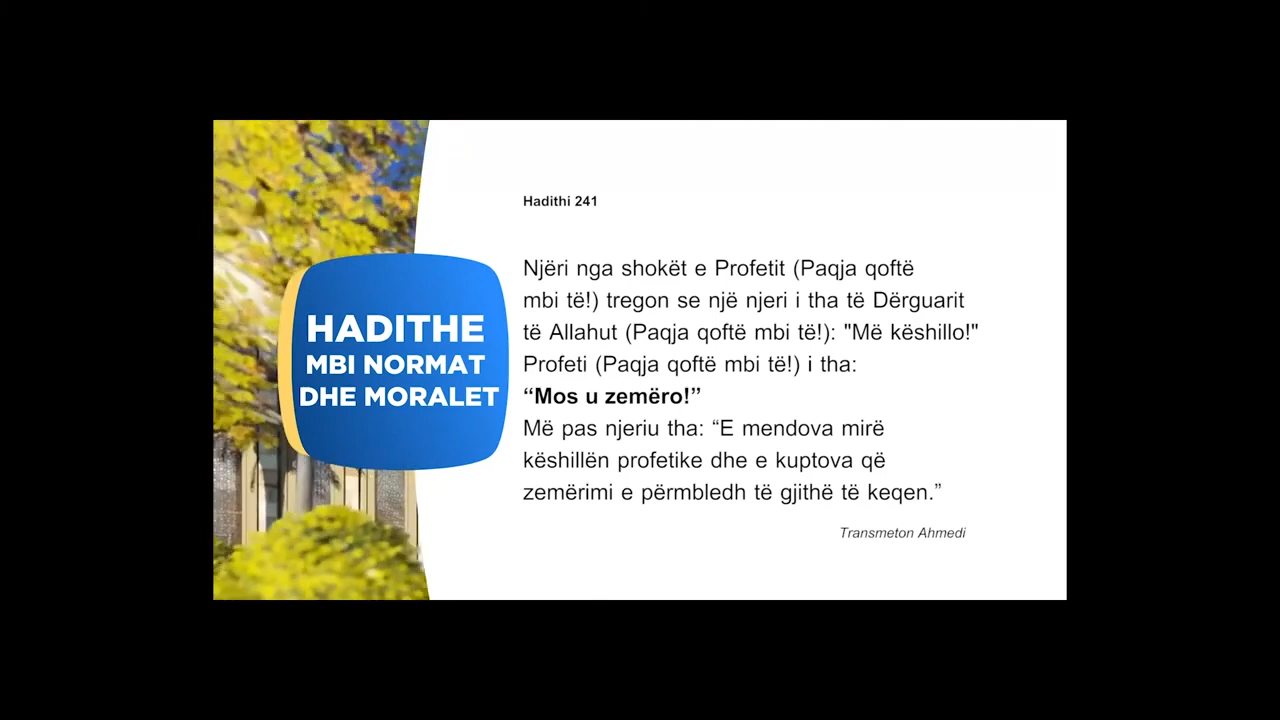 HADITHE
MBI NORMAT
DHE MORALET
Hadithi 241
Njëri nga shokët e Profetit (Paqja qoftë
mbi të!) tregon se një njeri i tha të Dërguarit
të Allahut (Paqja qoftë mbi të!): "Më këshillo!"
Profeti (Paqja qoftë mbi të!) i tha:
“Mos u zemëro!”
Më pas njeriu tha: “E mendova mirë
këshillën profetike dhe e kuptova që
zemërimi e përmbledh të gjithë të keqen.”
Transmeton Ahmedi